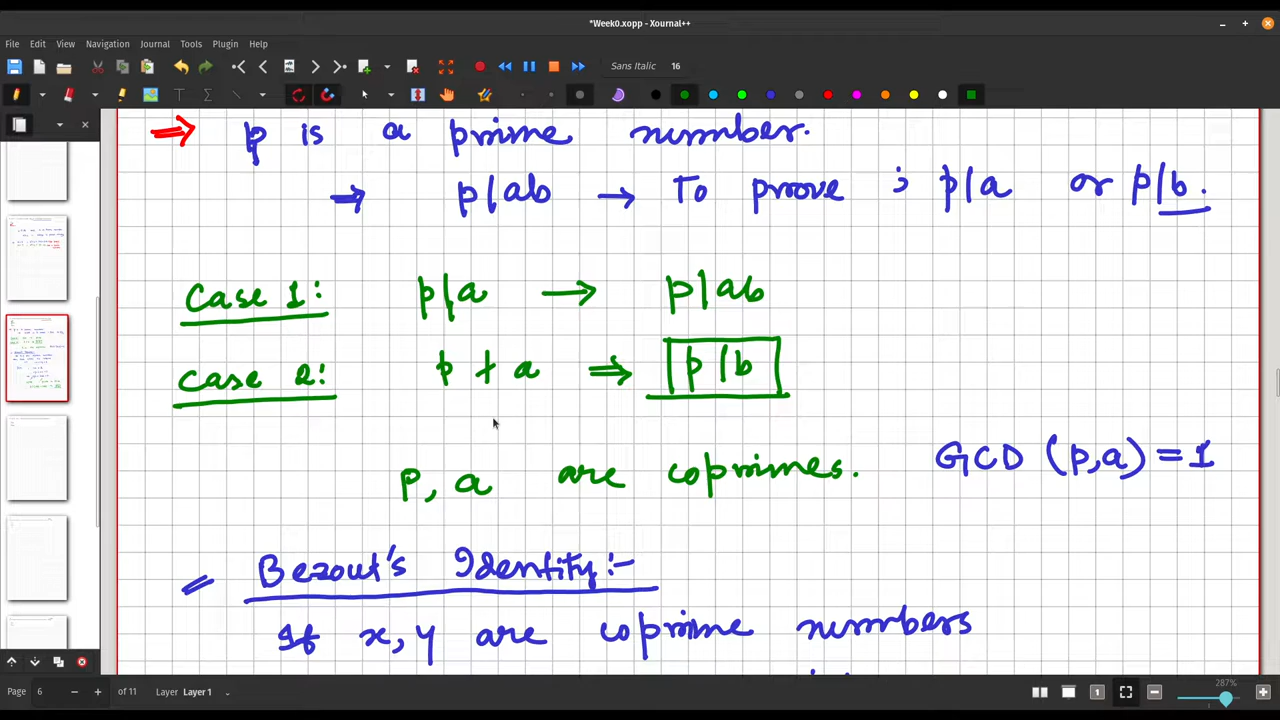 *Week0.xopp - Xournal++
File Edit View Navigation Journal Tools Plugin Help
Sans Italic 16
⇒ p is a prime number.
⇒ p|ab → To prove ; p|a or p|b.
Case 1: p|a → p|ab
Case 2: p ∤ a ⇒ p|b
p, a are coprimes. GCD (p,a) = 1
= Bezout's Identity :-
If x, y are coprime numbers
Page 6 of 11 Layer Layer 1 287%